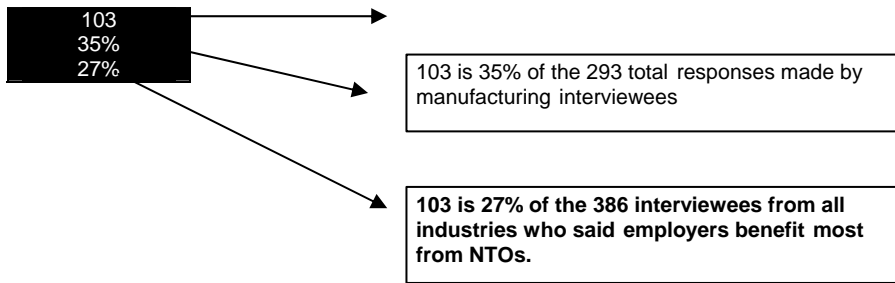 103
35%
27%
103 is 35% of the 293 total responses made by
manufacturing interviewees
103 is 27% of the 386 interviewees from all
industries who said employers benefit most
from NTOs.